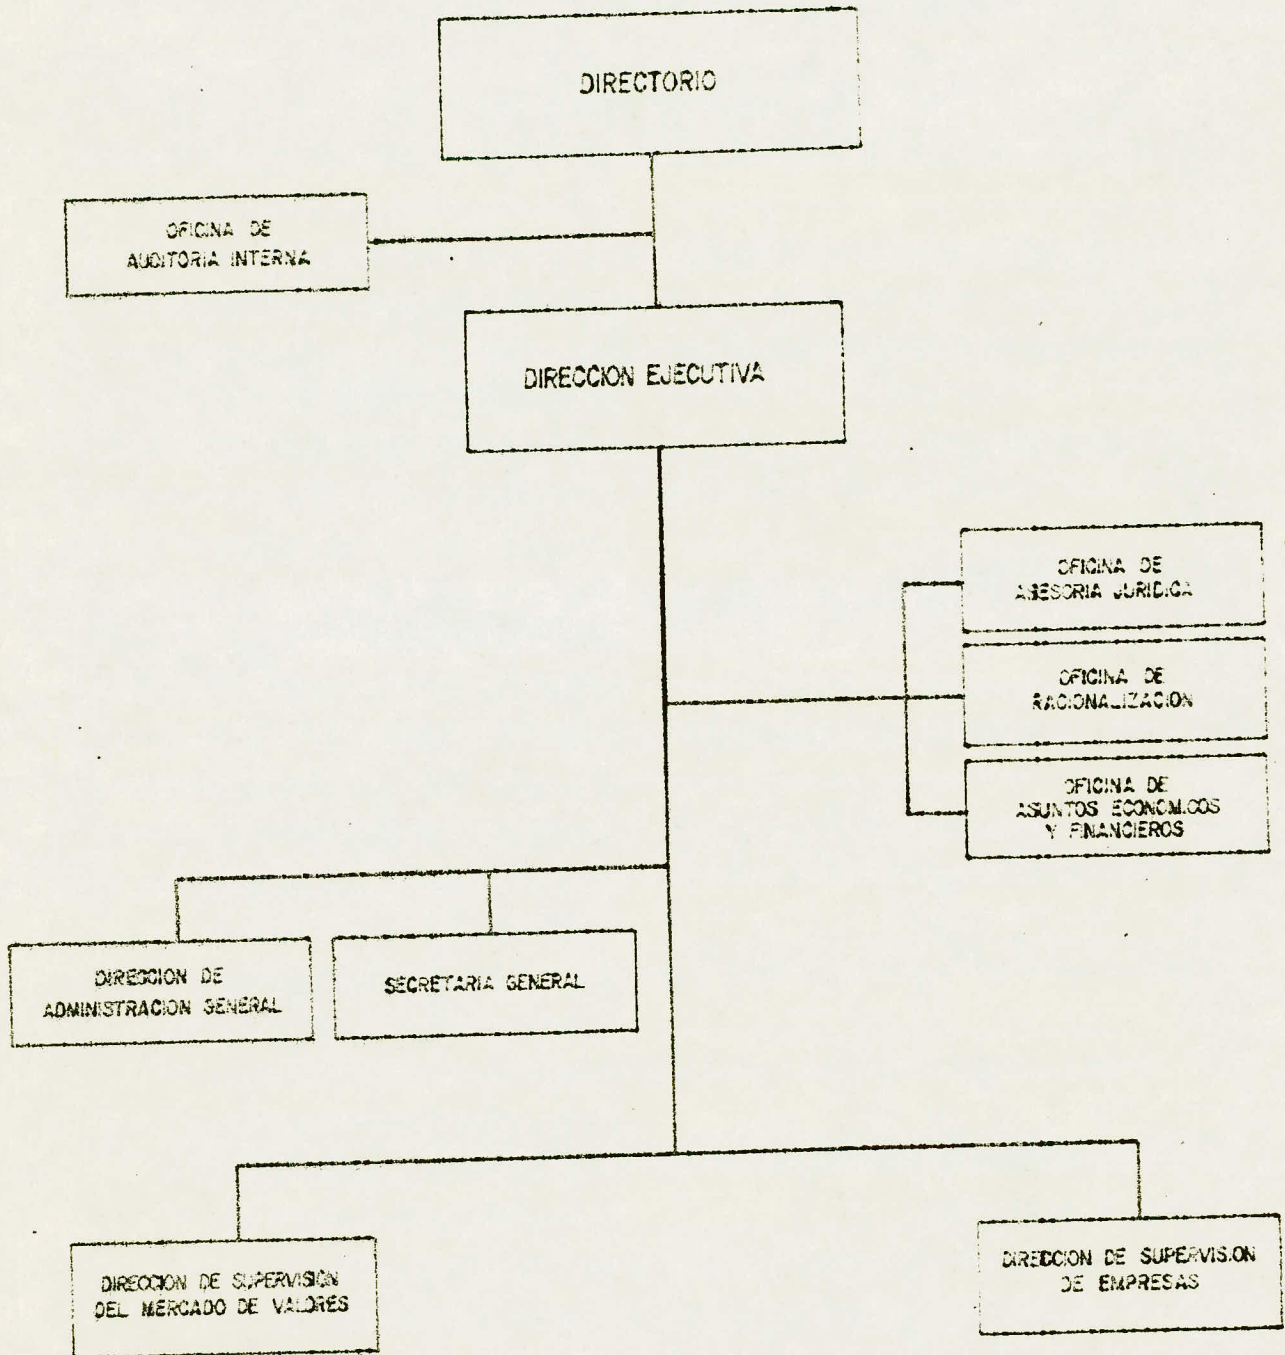 DIRECTORIO
OFICINA DE
AUDITORIA INTERNA
DIRECCION EJECUTIVA
OFICINA DE
ASESORIA JURIDICA
OFICINA DE
RACIONALIZACION
OFICINA DE
ASUNTOS ECONOMICOS
Y FINANCIEROS
DIRECCION DE
ADMINISTRACION GENERAL
SECRETARIA GENERAL
DIRECCION DE SUPERVISION
DEL MERCADO DE VALORES
DIRECCION DE SUPERVISION
DE EMPRESAS